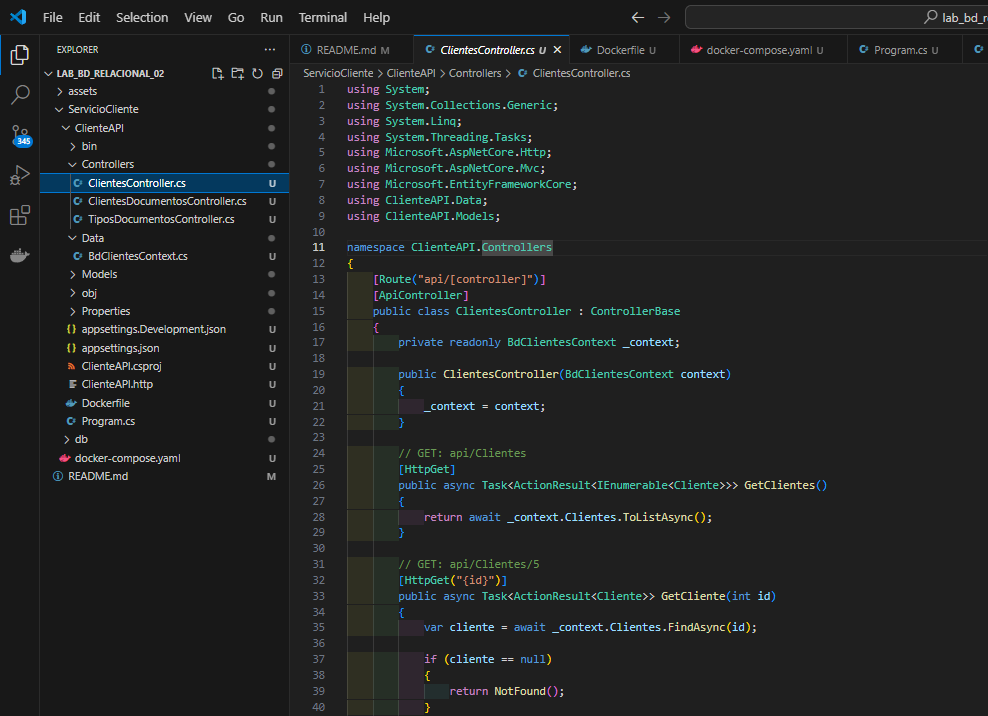 File Edit Selection View Go Run Terminal Help
lab_bd_re
EXPLORER
README.md M
ClientesController.cs U
Dockerfile U
docker-compose.yaml U
Program.cs U
ServicioCliente > ClienteAPI > Controllers > ClientesController.cs
LAB_BD_RELACIONAL_02
assets
ServicioCliente
ClienteAPI
bin
Controllers
ClientesController.cs U
ClientesDocumentosController.cs U
TiposDocumentosController.cs U
Data
BdClientesContext.cs U
Models
obj
Properties
appsettings.Development.json U
appsettings.json U
ClienteAPI.csproj U
ClienteAPI.http U
Dockerfile U
Program.cs U
db
docker-compose.yaml U
README.md M
345
1 using System;
2 using System.Collections.Generic;
3 using System.Linq;
4 using System.Threading.Tasks;
5 using Microsoft.AspNetCore.Http;
6 using Microsoft.AspNetCore.Mvc;
7 using Microsoft.EntityFrameworkCore;
8 using ClienteAPI.Data;
9 using ClienteAPI.Models;
10
11 namespace ClienteAPI.Controllers
12 {
13 [Route("api/[controller]")]
14 [ApiController]
15 public class ClientesController : ControllerBase
16 {
17 private readonly BdClientesContext _context;
18
19 public ClientesController(BdClientesContext context)
20 {
21 _context = context;
22 }
23
24 // GET: api/Clientes
25 [HttpGet]
26 public async Task<ActionResult<IEnumerable<Cliente>>> GetClientes()
27 {
28 return await _context.Clientes.ToListAsync();
29 }
30
31 // GET: api/Clientes/5
32 [HttpGet("{id}")]
33 public async Task<ActionResult<Cliente>> GetCliente(int id)
34 {
35 var cliente = await _context.Clientes.FindAsync(id);
36
37 if (cliente == null)
38 {
39 return NotFound();
40 }